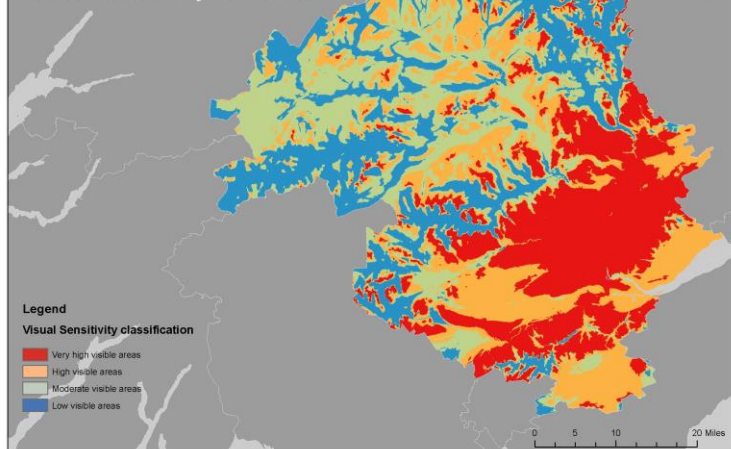 Legend
Visual Sensitivity classification
Very high visible areas
High visible areas
Moderate visible areas
Low visible areas
0 5 10 20 Miles